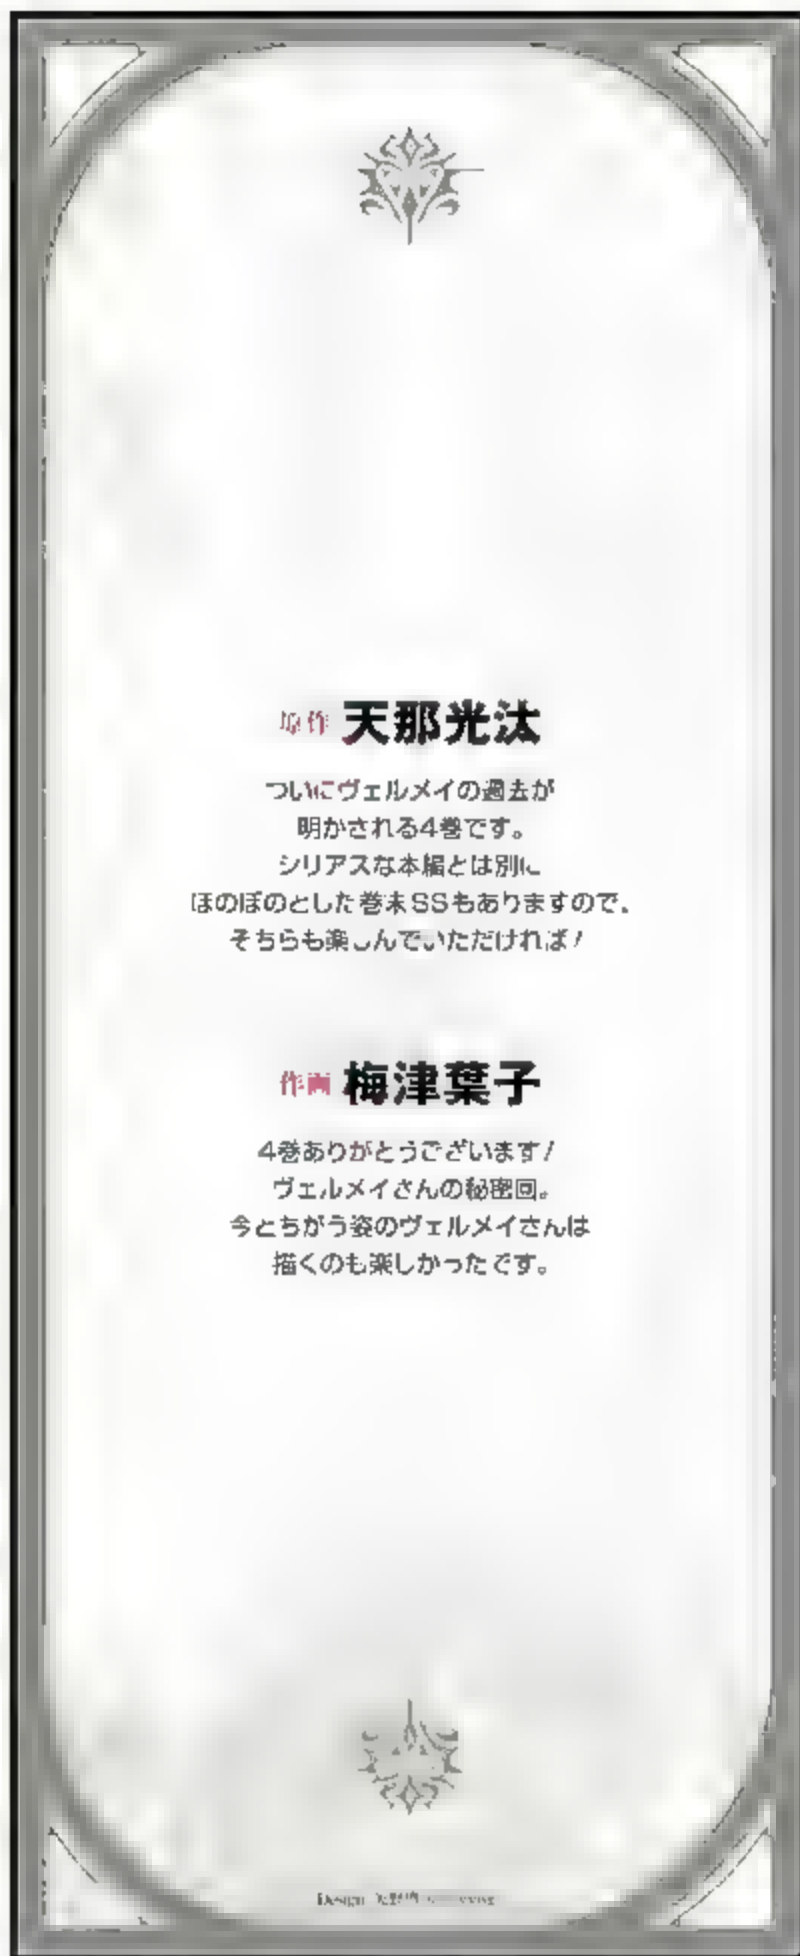 原作 天那光汰
ついにヴェルメイの過去が
明かされる4巻です。
シリアスな本編とは別に
ほのぼのとした巻末SSもありますので、
そちらも楽しんでいただければ!
作画 梅津葉子
4巻ありがとうございます!
ヴェルメイさんの秘密回。
今とちがう姿のヴェルメイさんは
描くのも楽しかったです。
Design